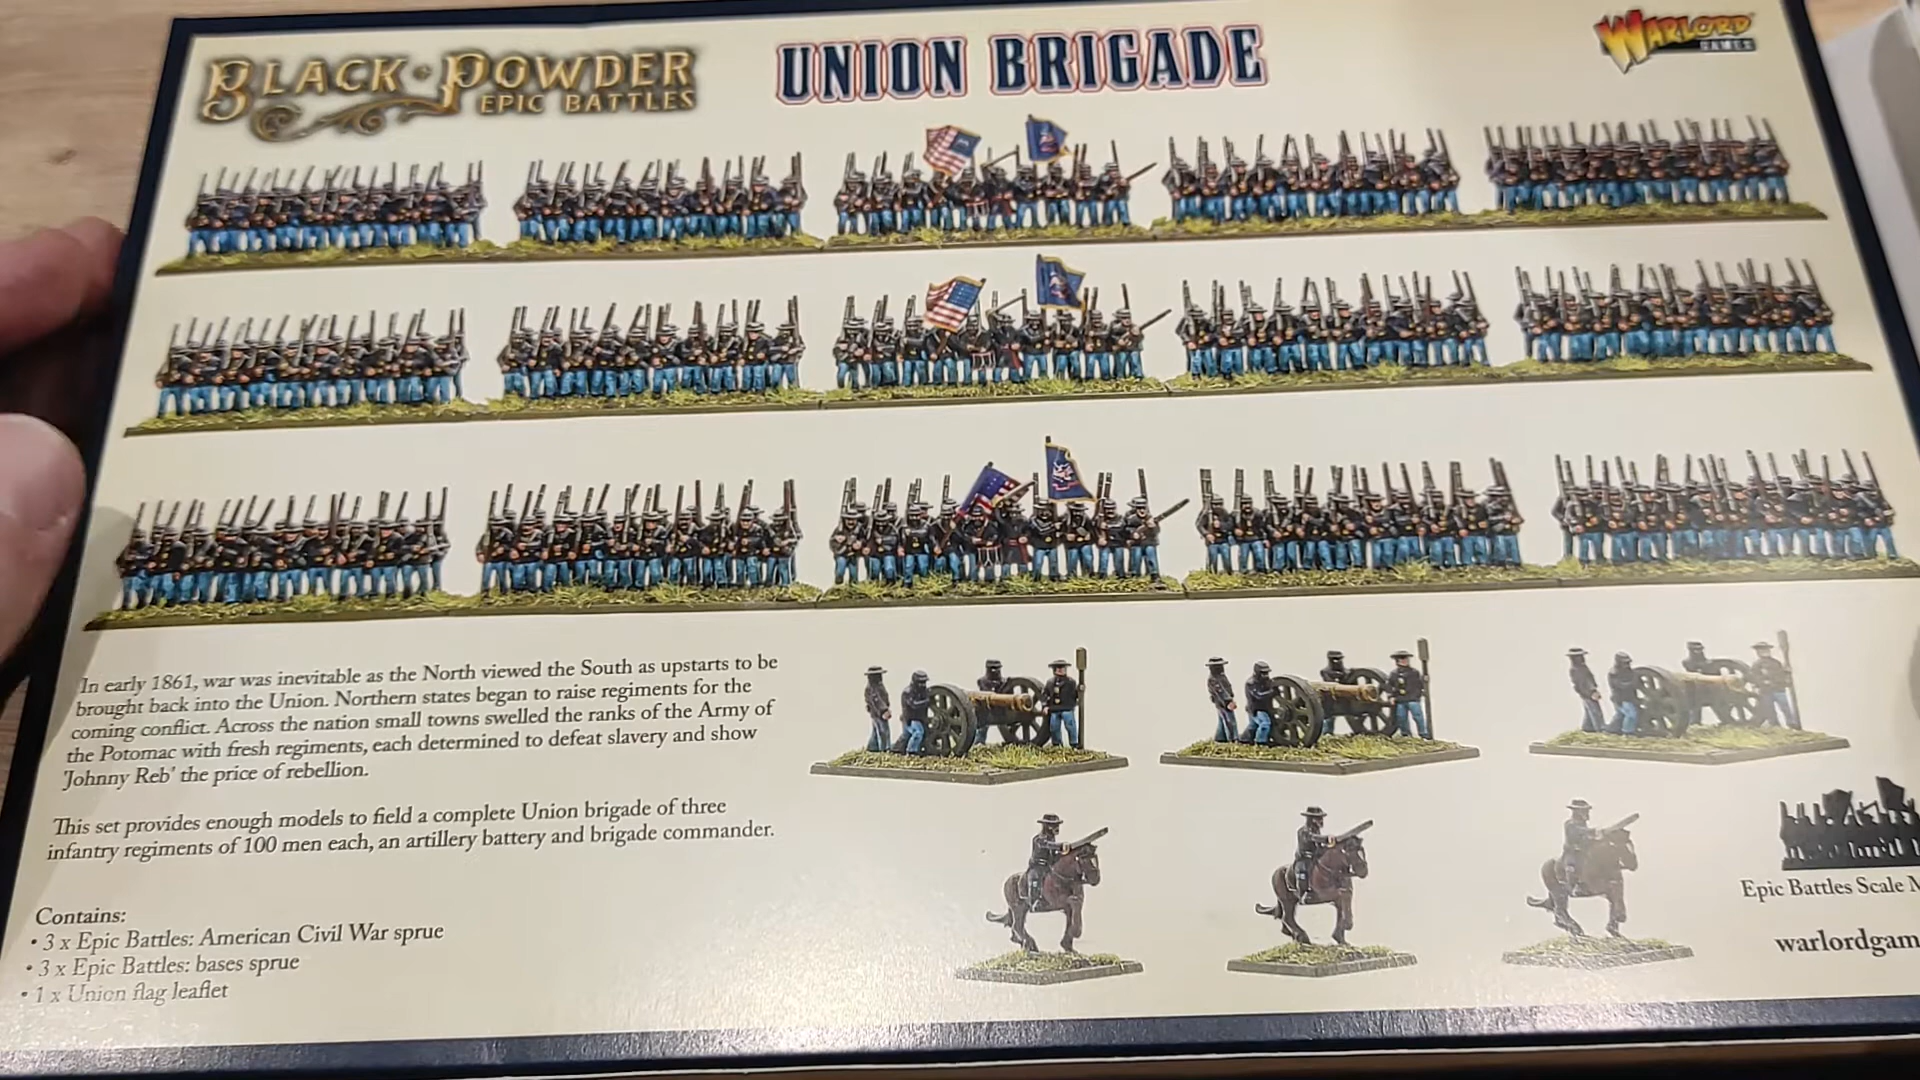 BLACK • POWDER
EPIC BATTLES
UNION BRIGADE
WARLORD
GAMES
In early 1861, war was inevitable as the North viewed the South as upstarts to be
brought back into the Union. Northern states began to raise regiments for the
coming conflict. Across the nation small towns swelled the ranks of the Army of
the Potomac with fresh regiments, each determined to defeat slavery and show
'Johnny Reb' the price of rebellion.
This set provides enough models to field a complete Union brigade of three
infantry regiments of 100 men each, an artillery battery and brigade commander.
Contains:
• 3 x Epic Battles: American Civil War sprue
• 3 x Epic Battles: bases sprue
• 1 x Union flag leaflet
Epic Battles Scale
warlordgam